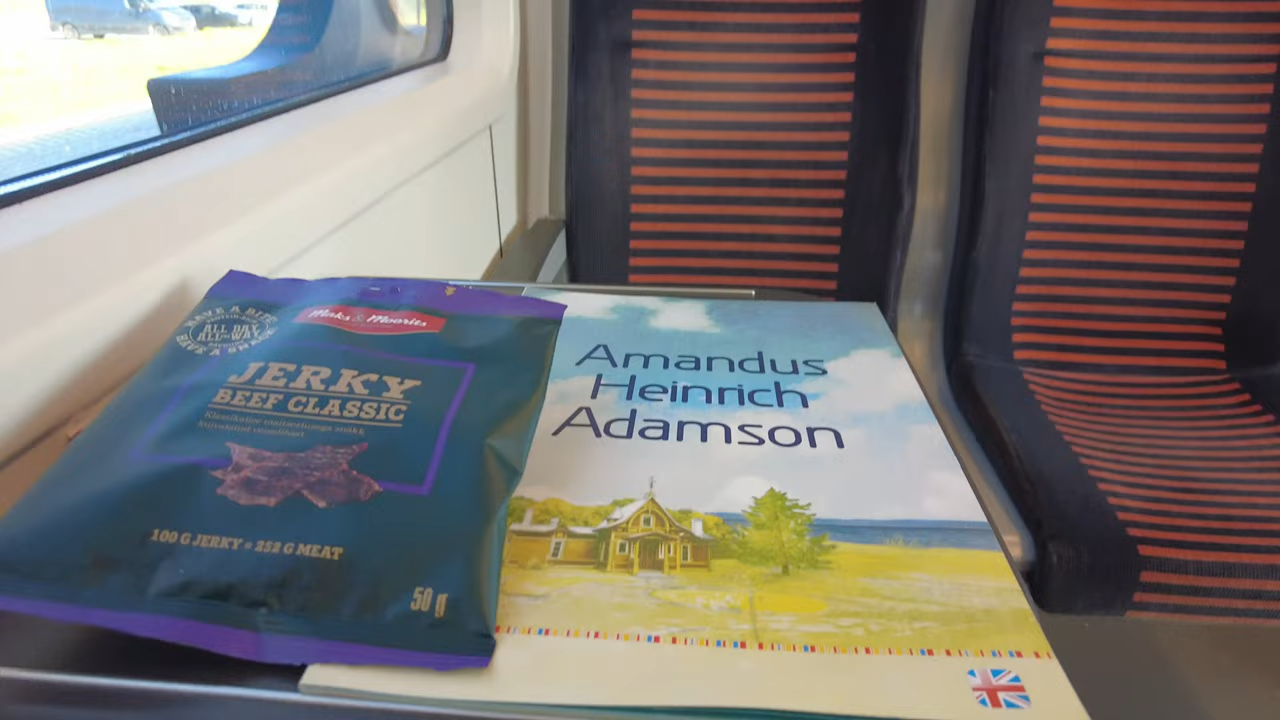 HAVE A BITE
ALL DAY
ALL WAY
HAVE A SNACK
Maks & Moorits
JERKY
BEEF CLASSIC
100 G JERKY = 252 G MEAT
50 g
Amandus
Heinrich
Adamson